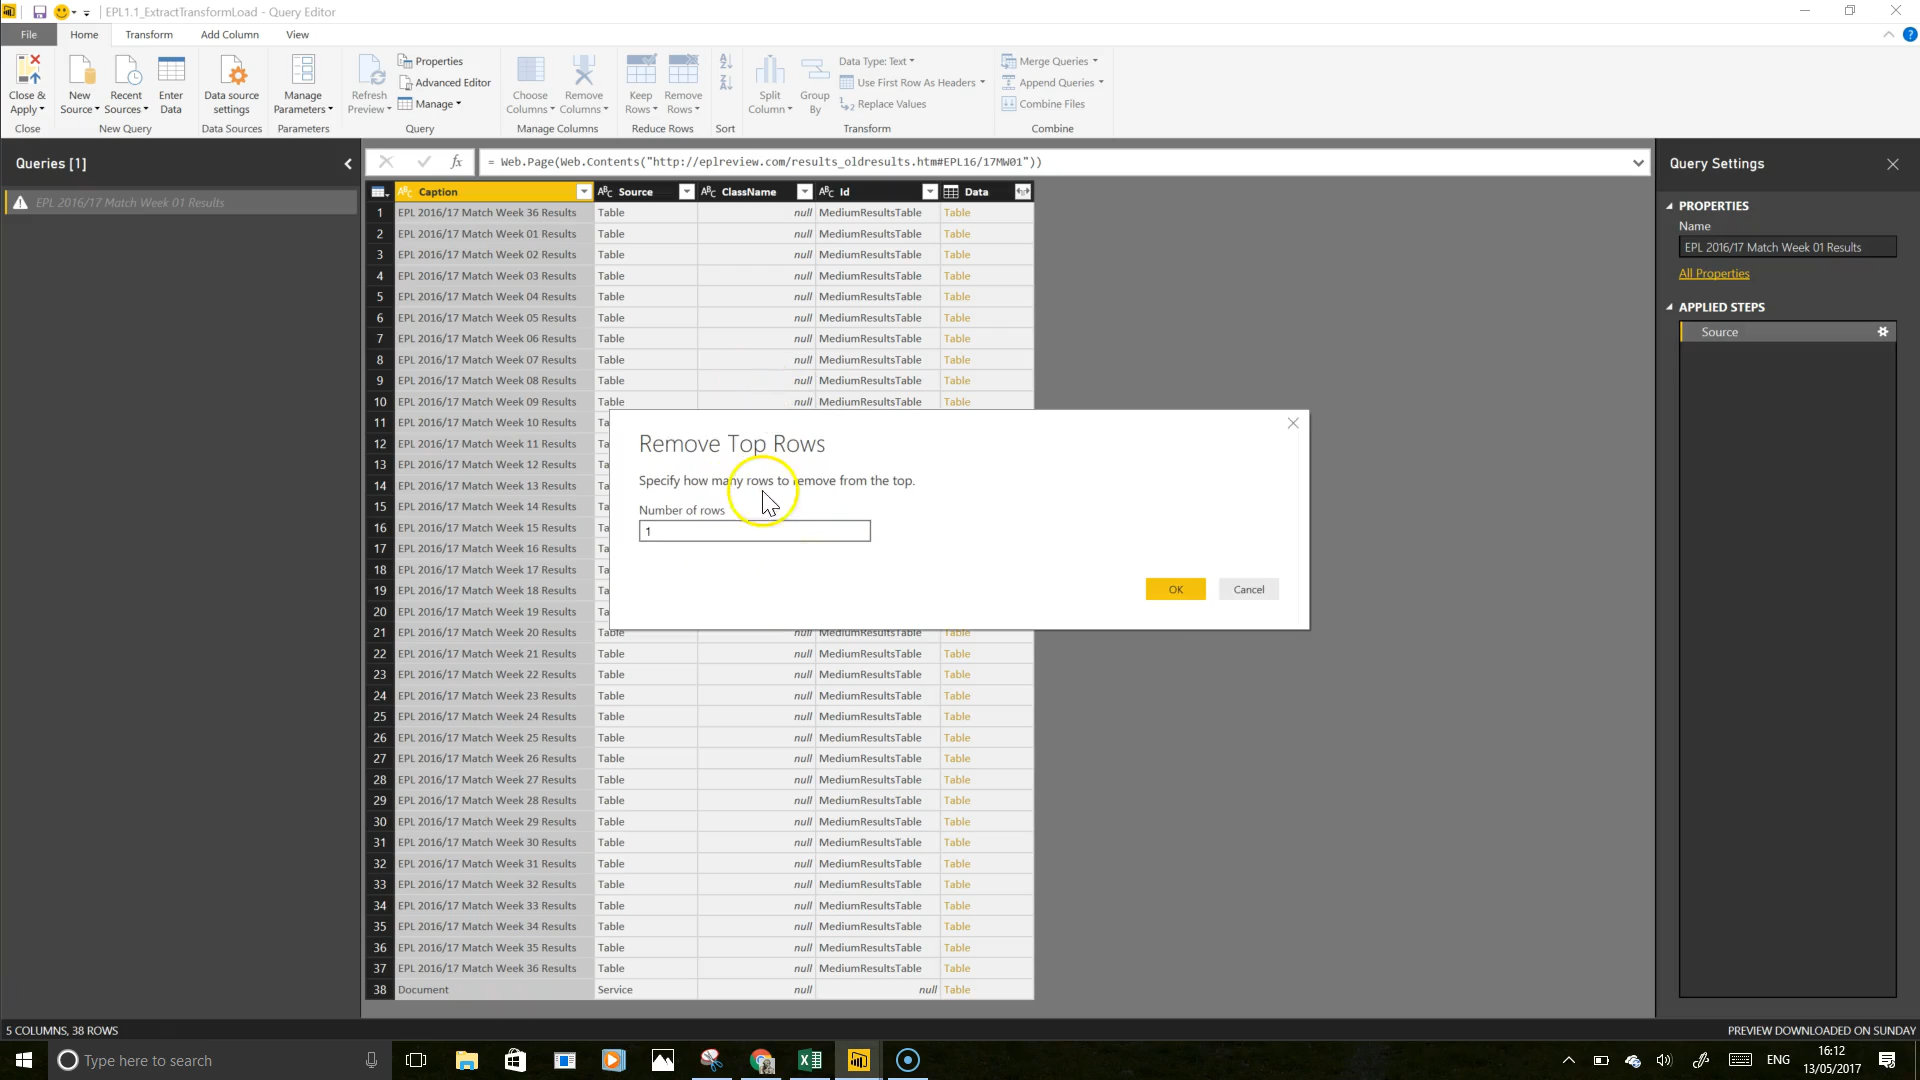 EPL1.1_ExtractTransformLoad - Query Editor
File Home Transform Add Column View
Close & Apply New Source Recent Sources Enter Data Data source settings Manage Parameters Refresh Preview Properties Advanced Editor Manage Choose Columns Remove Columns Keep Rows Remove Rows Split Column Group By Data Type: Text Use First Row As Headers Replace Values Merge Queries Append Queries Combine Files
Close New Query Data Sources Parameters Query Manage Columns Reduce Rows Sort Transform Combine
Queries [1]
EPL 2016/17 Match Week 01 Results
fx = Web.Page(Web.Contents("http://eplreview.com/results_oldresults.htm#EPL16/17MW01"))
Caption Source ClassName Id Data
1 EPL 2016/17 Match Week 36 Results Table null MediumResultsTable Table
2 EPL 2016/17 Match Week 01 Results Table null MediumResultsTable Table
3 EPL 2016/17 Match Week 02 Results Table null MediumResultsTable Table
4 EPL 2016/17 Match Week 03 Results Table null MediumResultsTable Table
5 EPL 2016/17 Match Week 04 Results Table null MediumResultsTable Table
6 EPL 2016/17 Match Week 05 Results Table null MediumResultsTable Table
7 EPL 2016/17 Match Week 06 Results Table null MediumResultsTable Table
8 EPL 2016/17 Match Week 07 Results Table null MediumResultsTable Table
9 EPL 2016/17 Match Week 08 Results Table null MediumResultsTable Table
10 EPL 2016/17 Match Week 09 Results Table null MediumResultsTable Table
11 EPL 2016/17 Match Week 10 Results Ta
12 EPL 2016/17 Match Week 11 Results Ta
13 EPL 2016/17 Match Week 12 Results Ta
14 EPL 2016/17 Match Week 13 Results Ta
15 EPL 2016/17 Match Week 14 Results Ta
16 EPL 2016/17 Match Week 15 Results Ta
17 EPL 2016/17 Match Week 16 Results Ta
18 EPL 2016/17 Match Week 17 Results Ta
19 EPL 2016/17 Match Week 18 Results Ta
20 EPL 2016/17 Match Week 19 Results Ta
21 EPL 2016/17 Match Week 20 Results Table null MediumResultsTable Table
22 EPL 2016/17 Match Week 21 Results Table null MediumResultsTable Table
23 EPL 2016/17 Match Week 22 Results Table null MediumResultsTable Table
24 EPL 2016/17 Match Week 23 Results Table null MediumResultsTable Table
25 EPL 2016/17 Match Week 24 Results Table null MediumResultsTable Table
26 EPL 2016/17 Match Week 25 Results Table null MediumResultsTable Table
27 EPL 2016/17 Match Week 26 Results Table null MediumResultsTable Table
28 EPL 2016/17 Match Week 27 Results Table null MediumResultsTable Table
29 EPL 2016/17 Match Week 28 Results Table null MediumResultsTable Table
30 EPL 2016/17 Match Week 29 Results Table null MediumResultsTable Table
31 EPL 2016/17 Match Week 30 Results Table null MediumResultsTable Table
32 EPL 2016/17 Match Week 31 Results Table null MediumResultsTable Table
33 EPL 2016/17 Match Week 32 Results Table null MediumResultsTable Table
34 EPL 2016/17 Match Week 33 Results Table null MediumResultsTable Table
35 EPL 2016/17 Match Week 34 Results Table null MediumResultsTable Table
36 EPL 2016/17 Match Week 35 Results Table null MediumResultsTable Table
37 EPL 2016/17 Match Week 36 Results Table null MediumResultsTable Table
38 Document Service null null Table
Remove Top Rows
Specify how many rows to remove from the top.
Number of rows
1
OK Cancel
Query Settings
PROPERTIES
Name
EPL 2016/17 Match Week 01 Results
All Properties
APPLIED STEPS
Source
5 COLUMNS, 38 ROWS
PREVIEW DOWNLOADED ON SUNDAY
Type here to search
ENG
16:12
13/05/2017